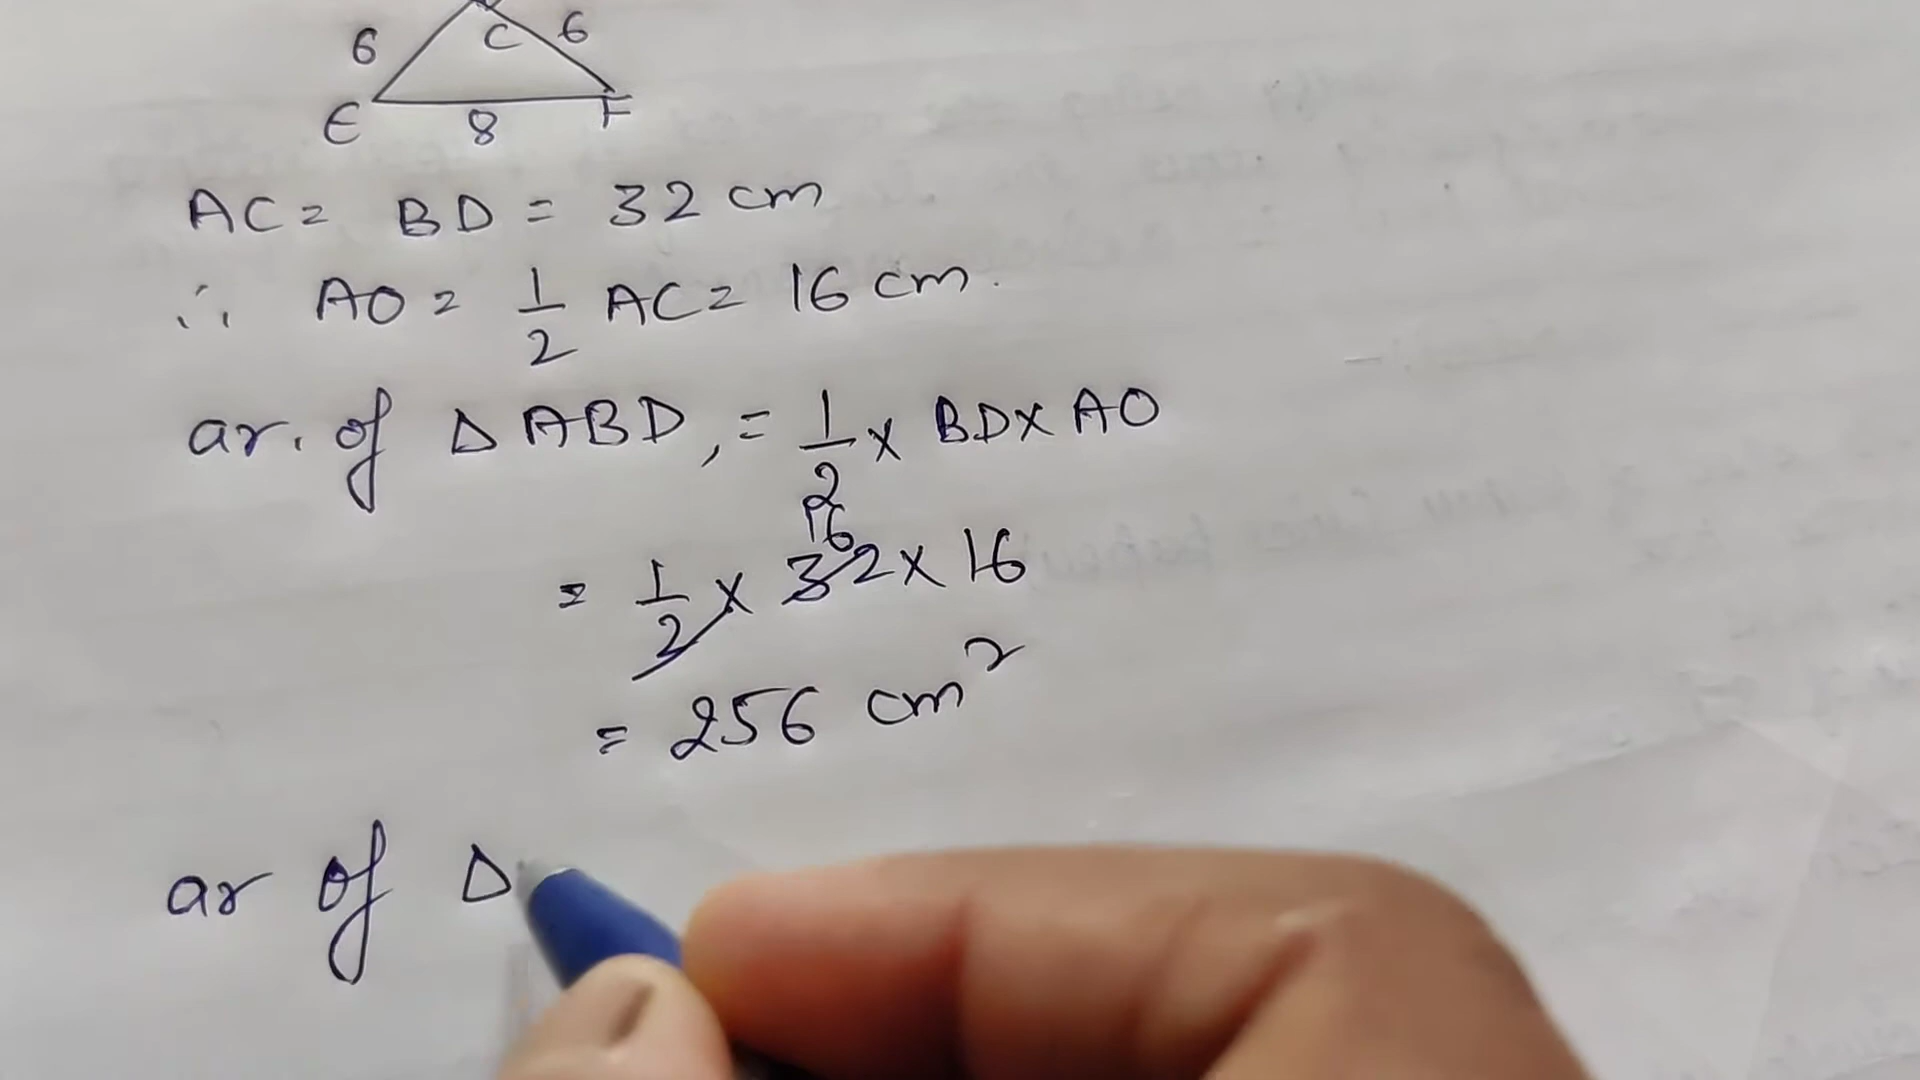 6 C 6
E 8 F
AC = BD = 32 cm
∴ AO = 1/2 AC = 16 cm.
ar. of Δ ABD, = 1/2 × BD × AO
16
= 1/2 × 32 × 16
= 256 cm²
ar of Δ